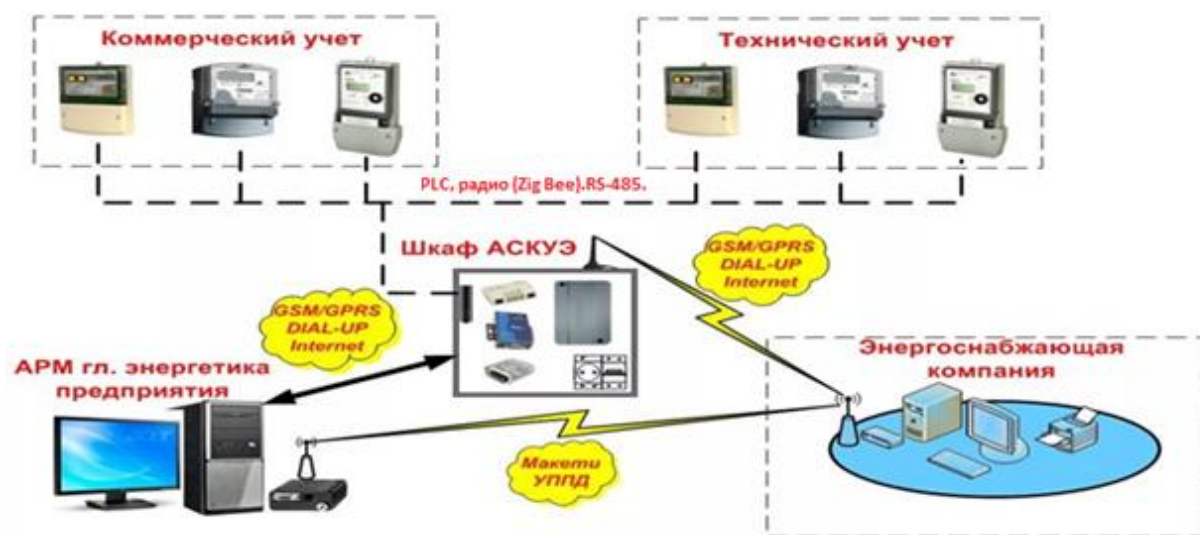 Коммерческий учет
Технический учет
PLC, радио (Zig Bee).RS-485.
Шкаф АСКУЭ
GSM/GPRS
DIAL-UP
Internet
GSM/GPRS
DIAL-UP
Internet
АРМ гл. энергетика
предприятия
Энергоснабжающая
компания
Макети
УППД